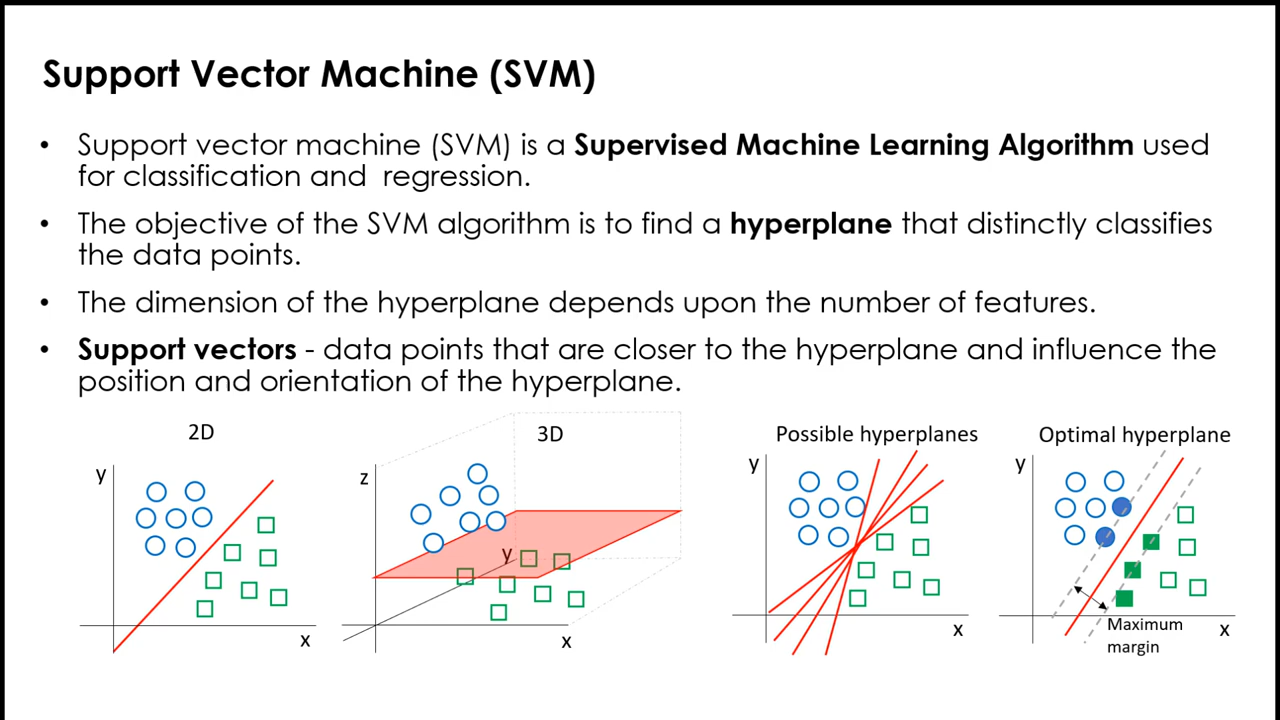 Support Vector Machine (SVM)
• Support vector machine (SVM) is a Supervised Machine Learning Algorithm used
for classification and  regression.
• The objective of the SVM algorithm is to find a hyperplane that distinctly classifies
the data points.
• The dimension of the hyperplane depends upon the number of features.
• Support vectors - data points that are closer to the hyperplane and influence the
position and orientation of the hyperplane.
2D
y
x
3D
z
y
x
Possible hyperplanes
y
x
Optimal hyperplane
y
x
Maximum
margin